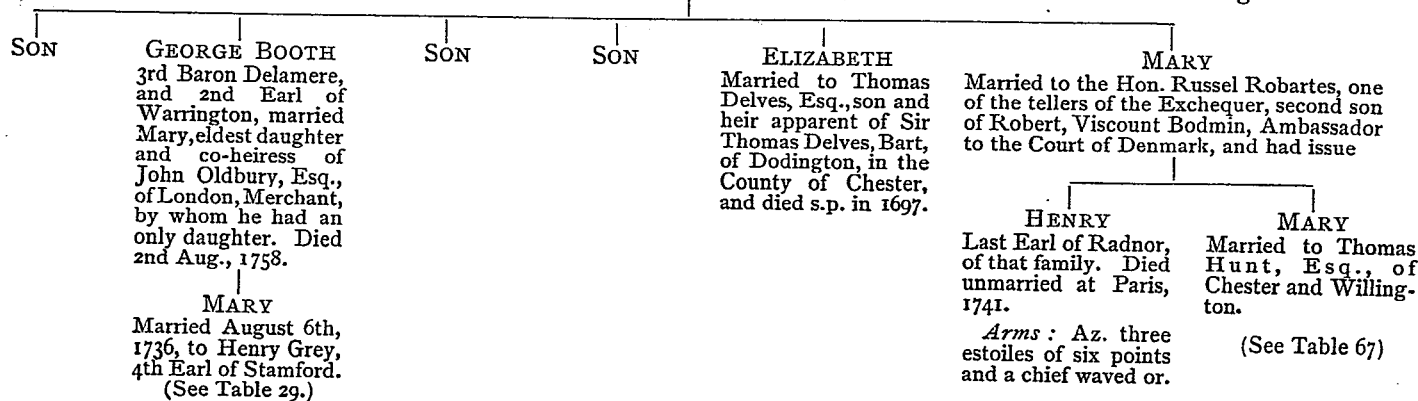 SON
GEORGE BOOTH
3rd Baron Delamere,
and 2nd Earl of
Warrington, married
Mary, eldest daughter
and co-heiress of
John Oldbury, Esq.,
of London, Merchant,
by whom he had an
only daughter. Died
2nd Aug., 1758.
MARY
Married August 6th,
1736, to Henry Grey,
4th Earl of Stamford.
(See Table 29.)
SON
SON
ELIZABETH
Married to Thomas
Delves, Esq., son and
heir apparent of Sir
Thomas Delves, Bart,
of Dodington, in the
County of Chester,
and died s.p. in 1697.
MARY
Married to the Hon. Russel Robartes, one
of the tellers of the Exchequer, second son
of Robert, Viscount Bodmin, Ambassador
to the Court of Denmark, and had issue
HENRY
Last Earl of Radnor,
of that family. Died
unmarried at Paris,
1741.
Arms : Az. three
estoiles of six points
and a chief waved or.
MARY
Married to Thomas
Hunt, Esq., of
Chester and Willing-
ton.
(See Table 67)